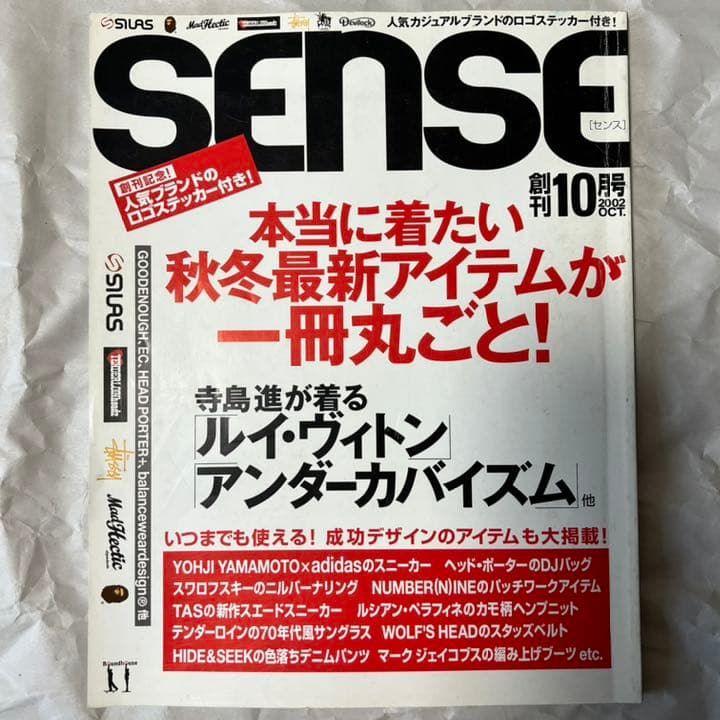 SILAS
Mad Hectic
Devilock
人気カジュアルブランドのロゴステッカー付き!
SENSE
[センス]
創刊記念!
人気ブランドの
ロゴステッカー付き!
創刊10月号
2002
OCT.
本当に着たい
秋冬最新アイテムが
一冊丸ごと!
SILAS
Mad Hectic
GOODENOUGH, EC, HEAD PORTER+, balanceweardesign®他
寺島進が着る
「ルイ・ヴィトン」
「アンダーカバイズム」他
いつまでも使える! 成功デザインのアイテムも大掲載!
YOHJI YAMAMOTO×adidasのスニーカー ヘッド・ポーターのDJバッグ
スワロフスキーのニルバーナリング NUMBER(N)INEのパッチワークアイテム
TASの新作スエードスニーカー ルシアン・ペラフィネのカモ柄ヘンプニット
テンダーロインの70年代風サングラス WOLF'S HEADのスタッズベルト
HIDE&SEEKの色落ちデニムパンツ マーク ジェイコブスの編み上げブーツ etc.
Roundhouse